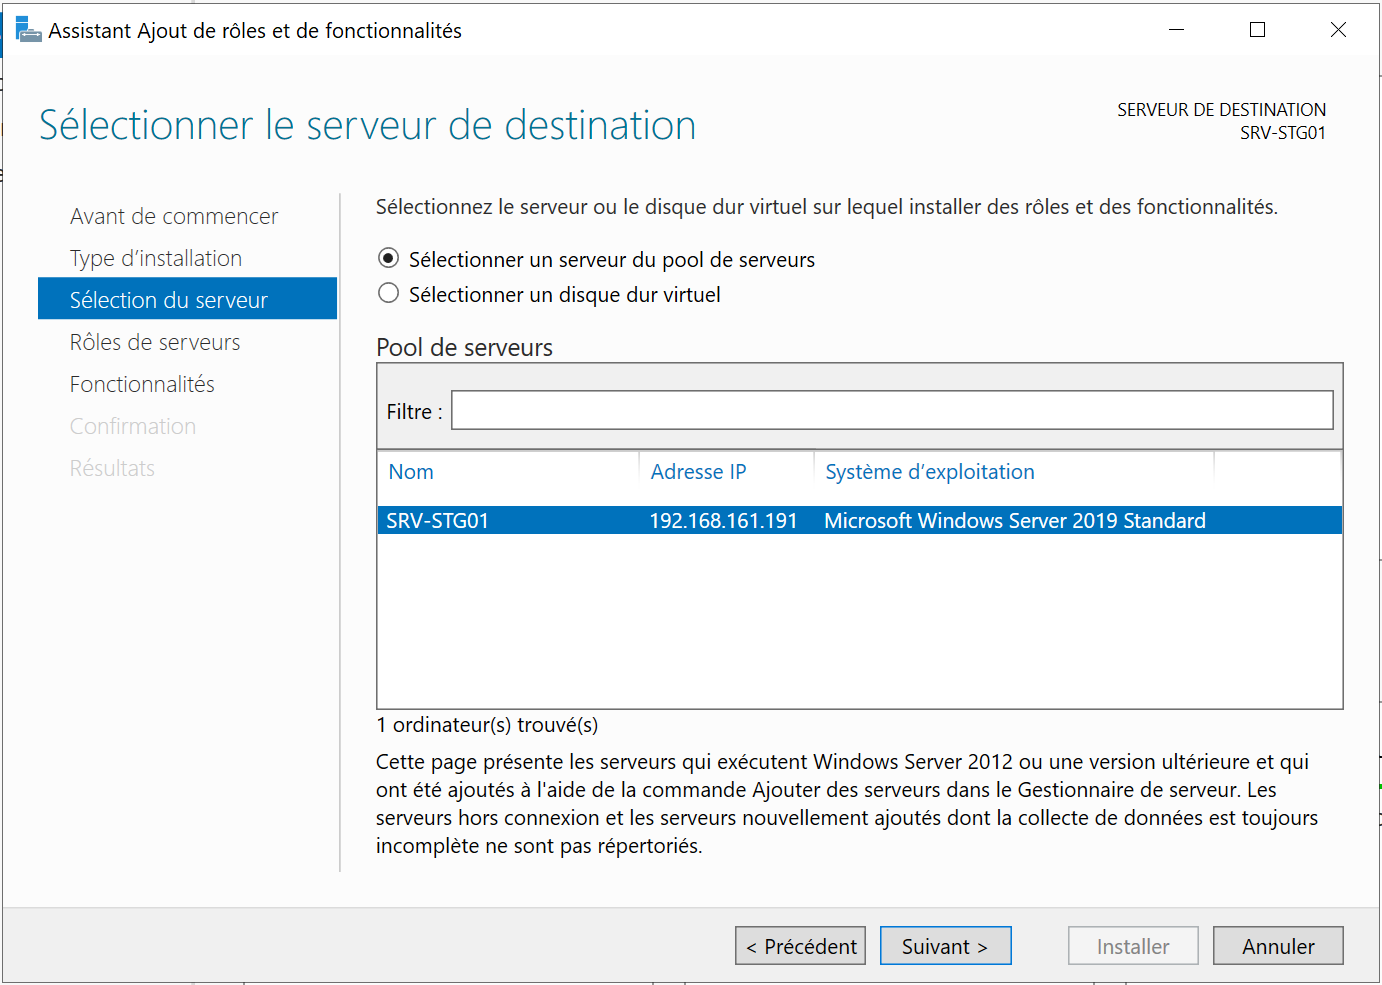 Assistant Ajout de rôles et de fonctionnalités
Sélectionner le serveur de destination
SERVEUR DE DESTINATION
SRV-STG01
Avant de commencer
Type d'installation
Sélection du serveur
Rôles de serveurs
Fonctionnalités
Confirmation
Résultats
Sélectionnez le serveur ou le disque dur virtuel sur lequel installer des rôles et des fonctionnalités.
Sélectionner un serveur du pool de serveurs
Sélectionner un disque dur virtuel
Pool de serveurs
Filtre :
Nom Adresse IP Système d'exploitation
SRV-STG01 192.168.161.191 Microsoft Windows Server 2019 Standard
1 ordinateur(s) trouvé(s)
Cette page présente les serveurs qui exécutent Windows Server 2012 ou une version ultérieure et qui
ont été ajoutés à l'aide de la commande Ajouter des serveurs dans le Gestionnaire de serveur. Les
serveurs hors connexion et les serveurs nouvellement ajoutés dont la collecte de données est toujours
incomplète ne sont pas répertoriés.
< Précédent Suivant > Installer Annuler